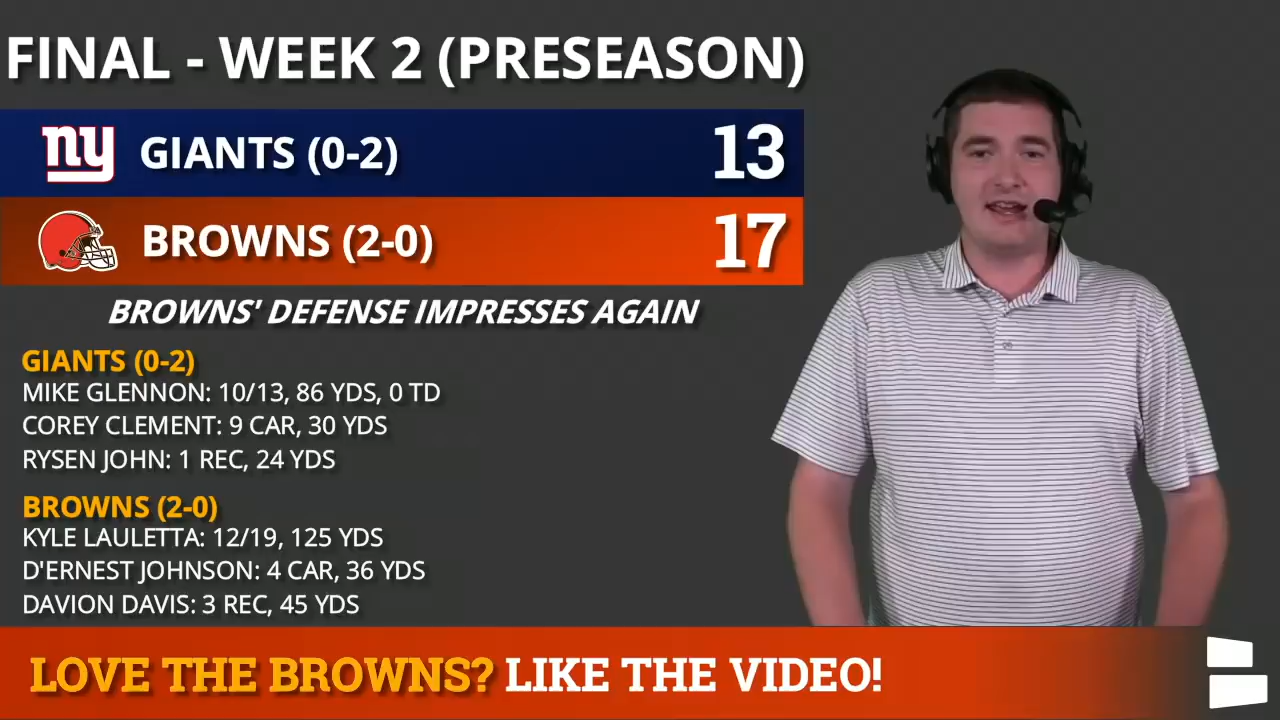 FINAL - WEEK 2 (PRESEASON)
ny GIANTS (0-2) 13
BROWNS (2-0) 17
BROWNS' DEFENSE IMPRESSES AGAIN
GIANTS (0-2)
MIKE GLENNON: 10/13, 86 YDS, 0 TD
COREY CLEMENT: 9 CAR, 30 YDS
RYSEN JOHN: 1 REC, 24 YDS
BROWNS (2-0)
KYLE LAULETTA: 12/19, 125 YDS
D'ERNEST JOHNSON: 4 CAR, 36 YDS
DAVION DAVIS: 3 REC, 45 YDS
LOVE THE BROWNS? LIKE THE VIDEO!